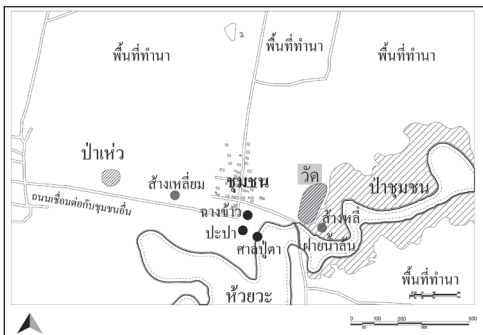 พื้นที่ทำนา
พื้นที่ทำนา
พื้นที่ทำนา
ป่าเห่ว
ส้างเหลี่ยม
ชุมชน
วัด
ป่าชุมชน
ถนนเชื่อมต่อกับชุมชนอื่น
ฉางข้าว
ส้างหลี่
ปะปา
ศาลปู่ตา
ฝายน้ำล้น
ห้วยวะ
พื้นที่ทำนา
0